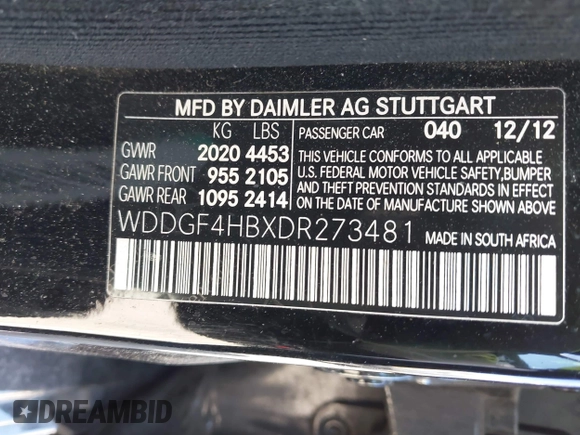 MFD BY DAIMLER AG STUTTGART
KG LBS PASSENGER CAR 040 12/12
GVWR 2020 4453
GAWR FRONT 955 2105
GAWR REAR 1095 2414
THIS VEHICLE CONFORMS TO ALL APPLICABLE
U.S. FEDERAL MOTOR VEHICLE SAFETY, BUMPER
AND THEFT PREVENTION STANDARDS IN EFFECT
ON THE DATE OF MANUFACTURE SHOWN ABOVE
WDDGF4HBXDR273481 MADE IN SOUTH AFRICA
DREAMBID